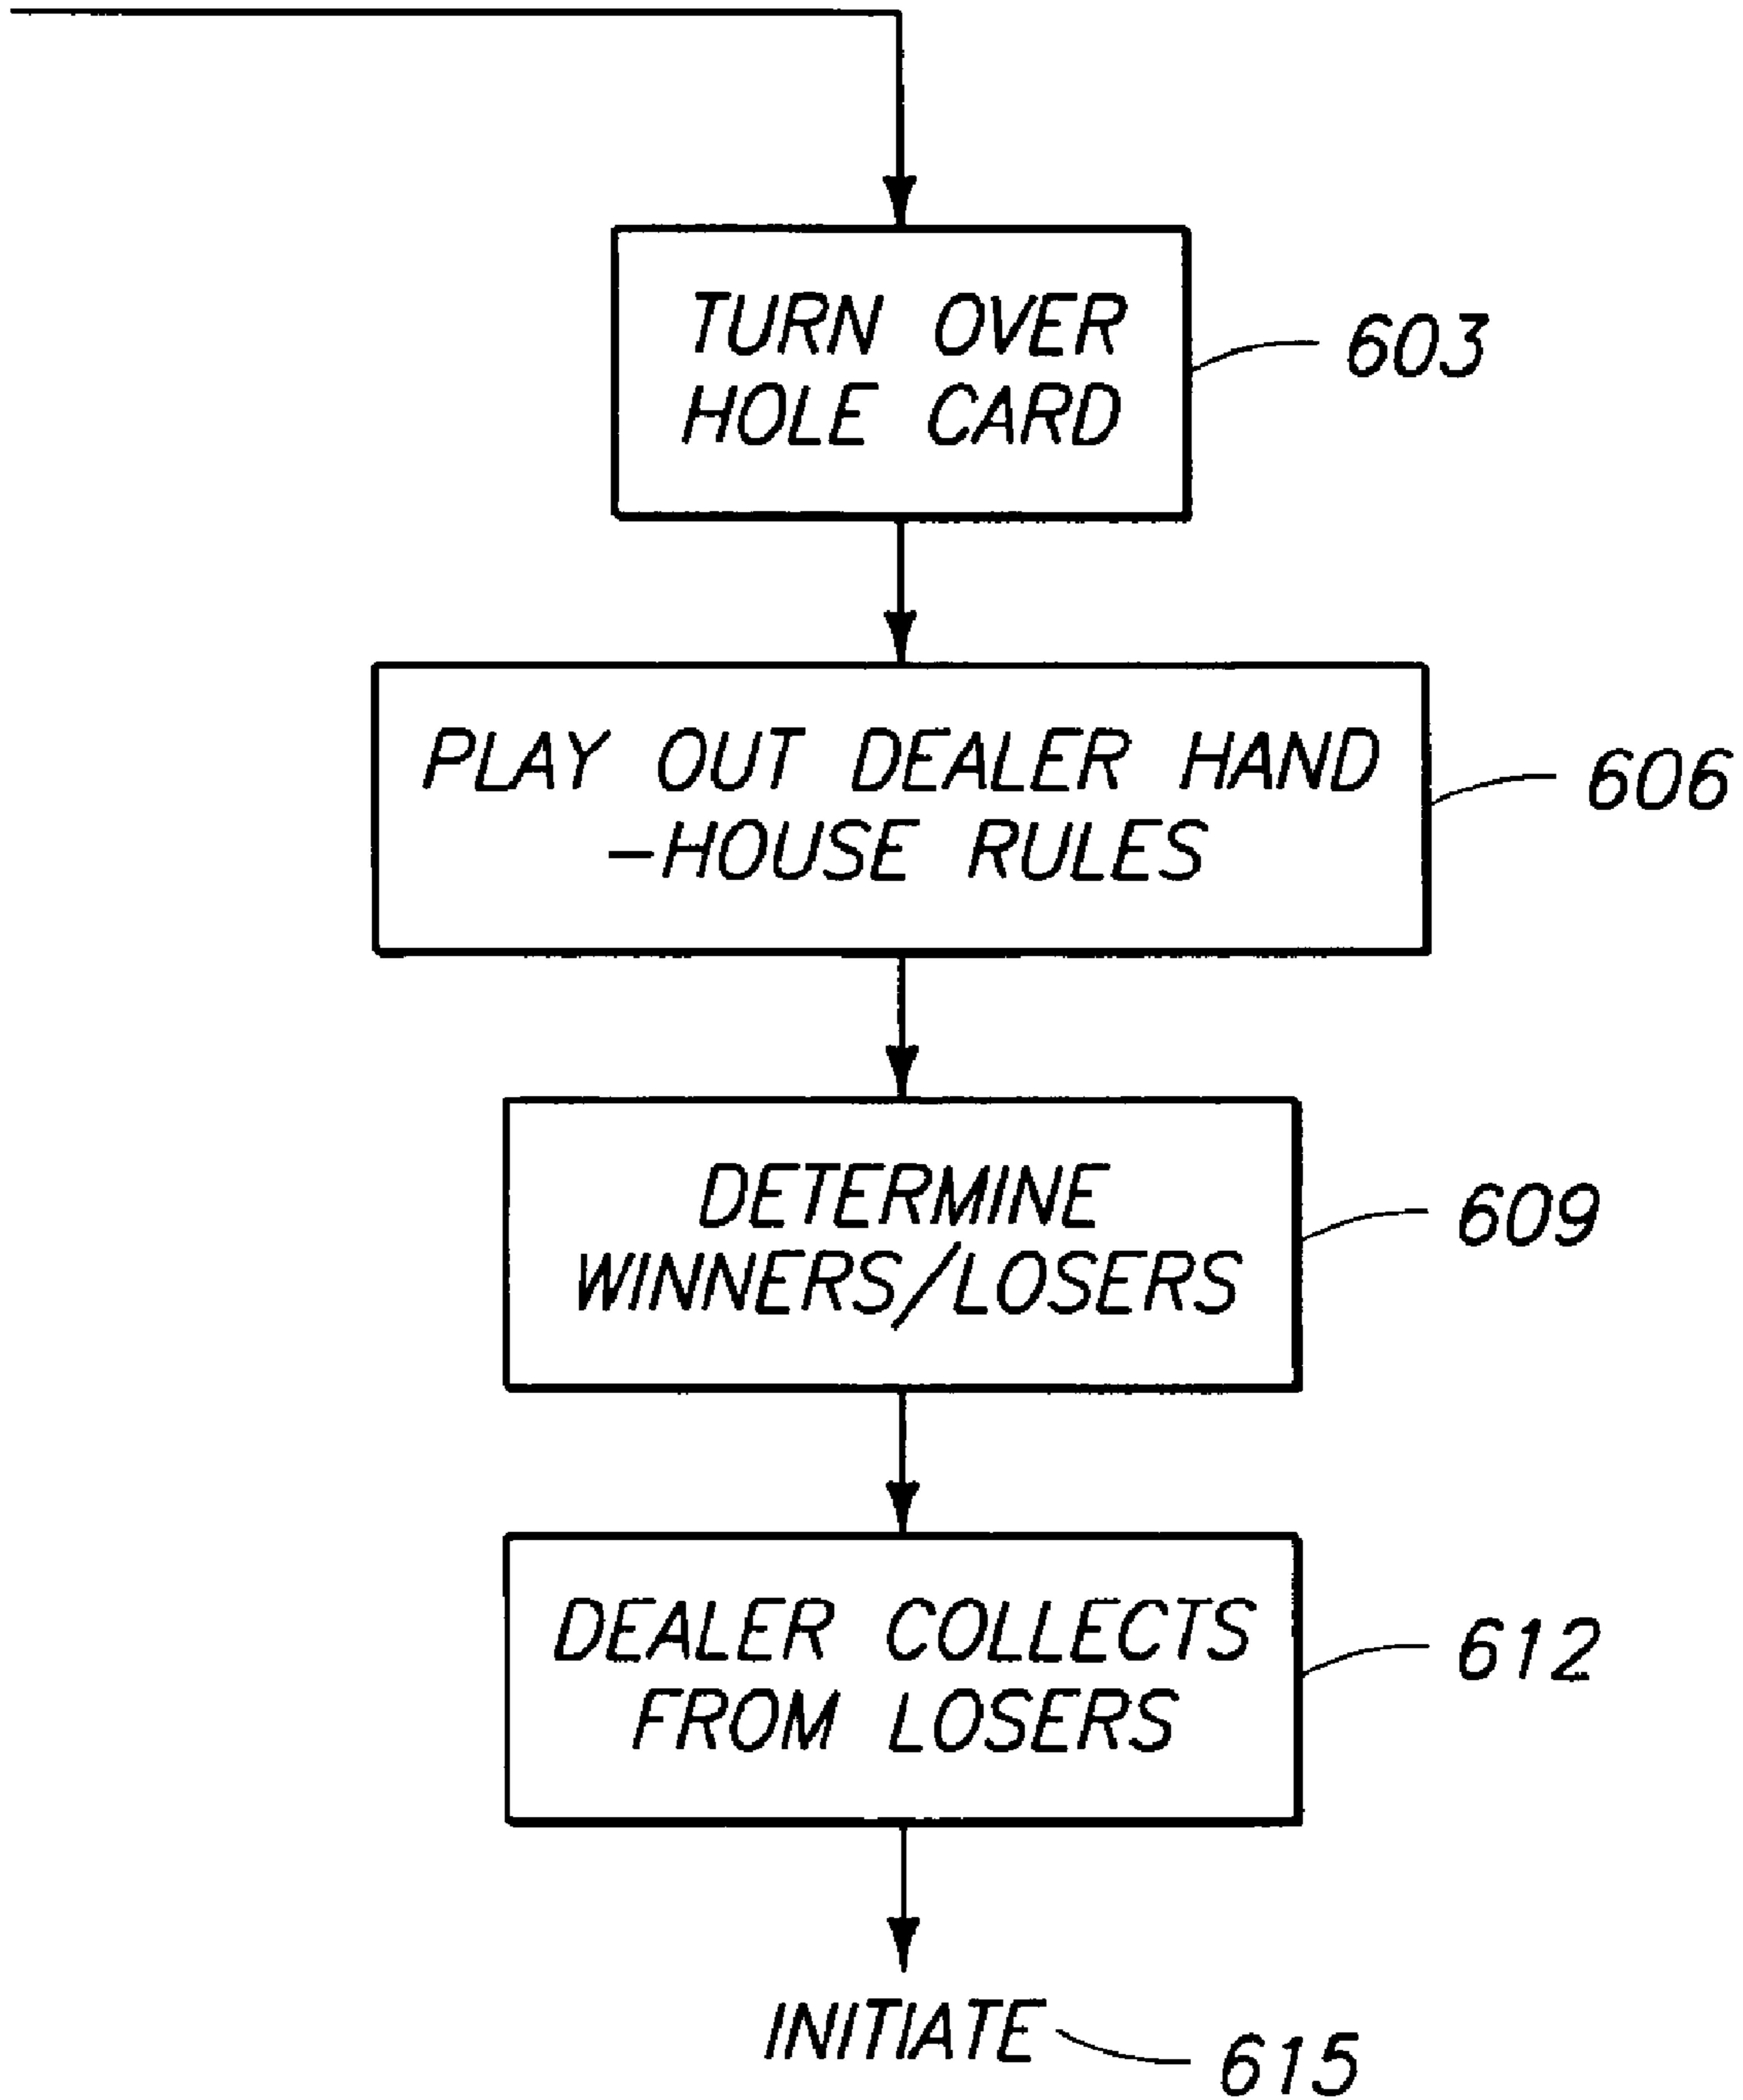 TURN OVER
HOLE CARD
603
PLAY OUT DEALER HAND
-HOUSE RULES
606
DETERMINE
WINNERS/LOSERS
609
DEALER COLLECTS
FROM LOSERS
612
INITIATE
615